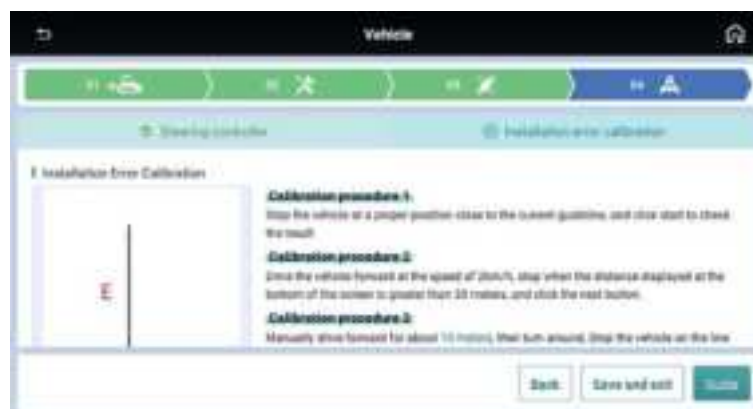 Vehicle
Steering controller
Installation error calibration
Installation Error Calibration
Calibration procedure 1:
Stop the vehicle at a proper position close to the current guideline, and click start to check
the result
Calibration procedure 2:
Drive the vehicle forward at the speed of 2km/h, stop when the distance displayed at the
bottom of the screen is greater than 20 meters, and click the next button.
Calibration procedure 3:
Manually drive forward for about 10 meters, then turn around, Stop the vehicle on the line
Back
Save and exit